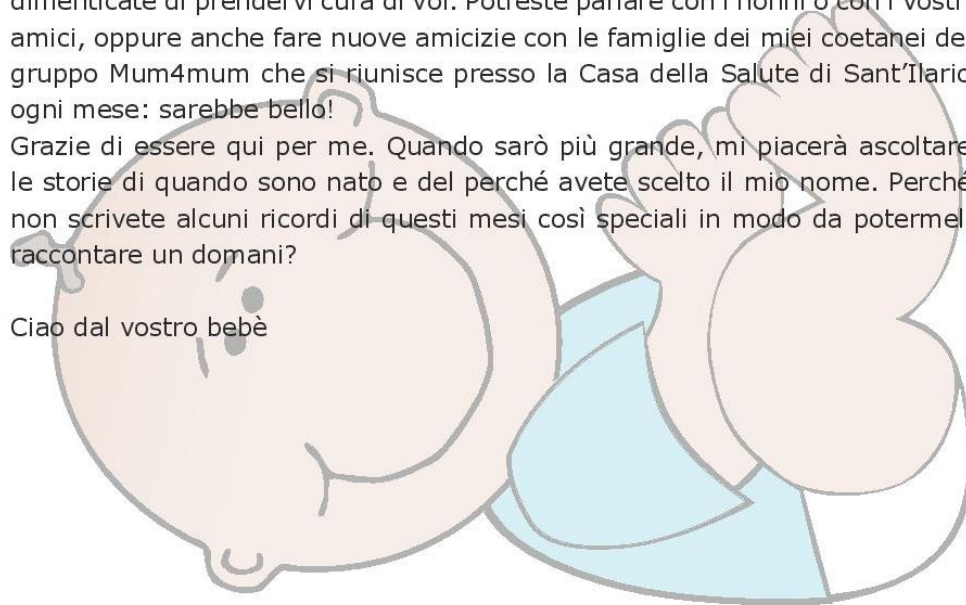 dimenticate di prendervi cura di voi. Potreste parlare con i nonni o con i vostri
amici, oppure anche fare nuove amicizie con le famiglie dei miei coetanei de
gruppo Mum4mum che si riunisce presso la Casa della Salute di Sant'Ilario
ogni mese: sarebbe bello!
Grazie di essere qui per me. Quando sarò più grande, mi piacerà ascoltare
le storie di quando sono nato e del perché avete scelto il mio nome. Perché
non scrivete alcuni ricordi di questi mesi così speciali in modo da potermel
raccontare un domani?
Ciao dal vostro bebè